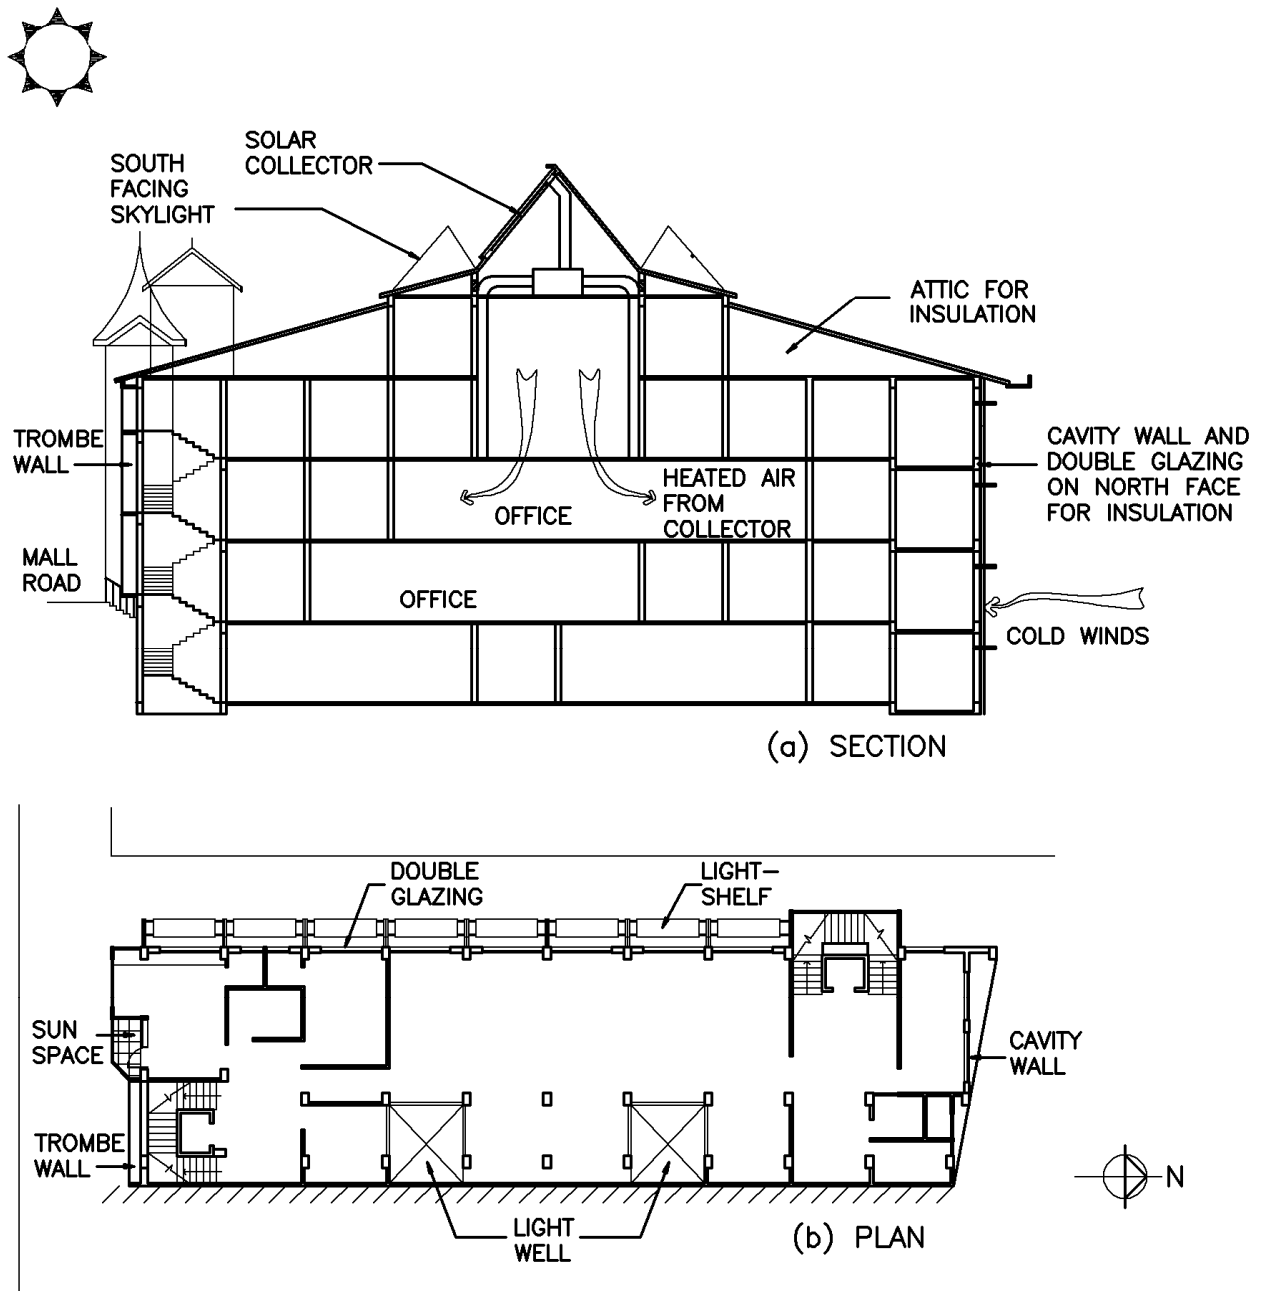 SOLAR
COLLECTOR
SOUTH
FACING
SKYLIGHT
ATTIC FOR
INSULATION
TROMBE
WALL
CAVITY WALL AND
DOUBLE GLAZING
ON NORTH FACE
FOR INSULATION
HEATED AIR
FROM
COLLECTOR
OFFICE
MALL
ROAD
OFFICE
COLD WINDS
(a) SECTION
DOUBLE
GLAZING
LIGHT-
SHELF
SUN
SPACE
CAVITY
WALL
TROMBE
WALL
N
LIGHT
WELL
(b) PLAN